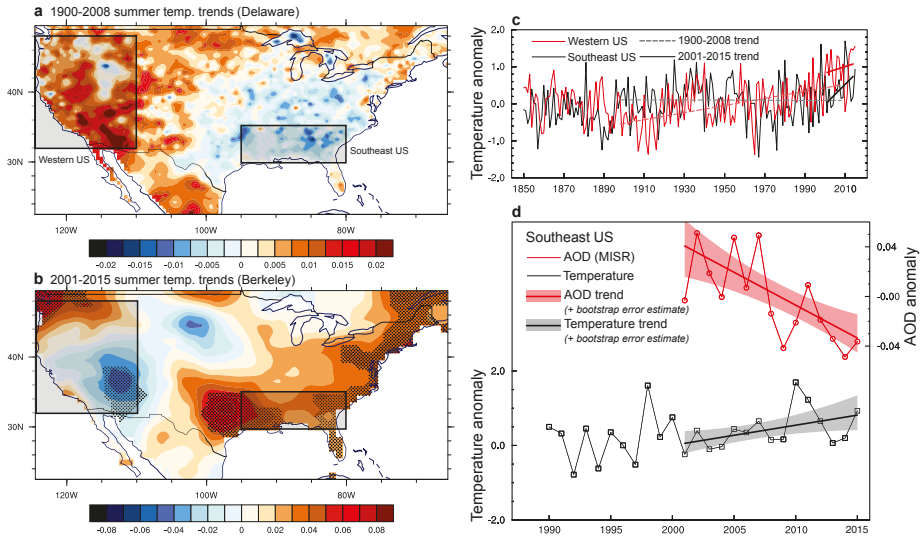 a 1900-2008 summer temp. trends (Delaware)
40N
30N
Western US
Southeast US
120W 100W 80W
-0.02 -0.015 -0.01 -0.005 0 0.005 0.01 0.015 0.02
b 2001-2015 summer temp. trends (Berkeley)
40N
30N
120W 100W 80W
-0.08 -0.06 -0.04 -0.02 0 0.02 0.04 0.06 0.08
c
Temperature anomaly
2.0
1.0
0.0
-1.0
-2.0
Western US 1900-2008 trend
Southeast US 2001-2015 trend
1850 1870 1890 1910 1930 1950 1970 1990 2010
d
Southeast US
AOD (MISR)
Temperature
AOD trend
(+ bootstrap error estimate)
Temperature trend
(+ bootstrap error estimate)
0.04
-0.00
-0.04
AOD anomaly
Temperature anomaly
2.0
0.0
-2.0
1990 1995 2000 2005 2010 2015